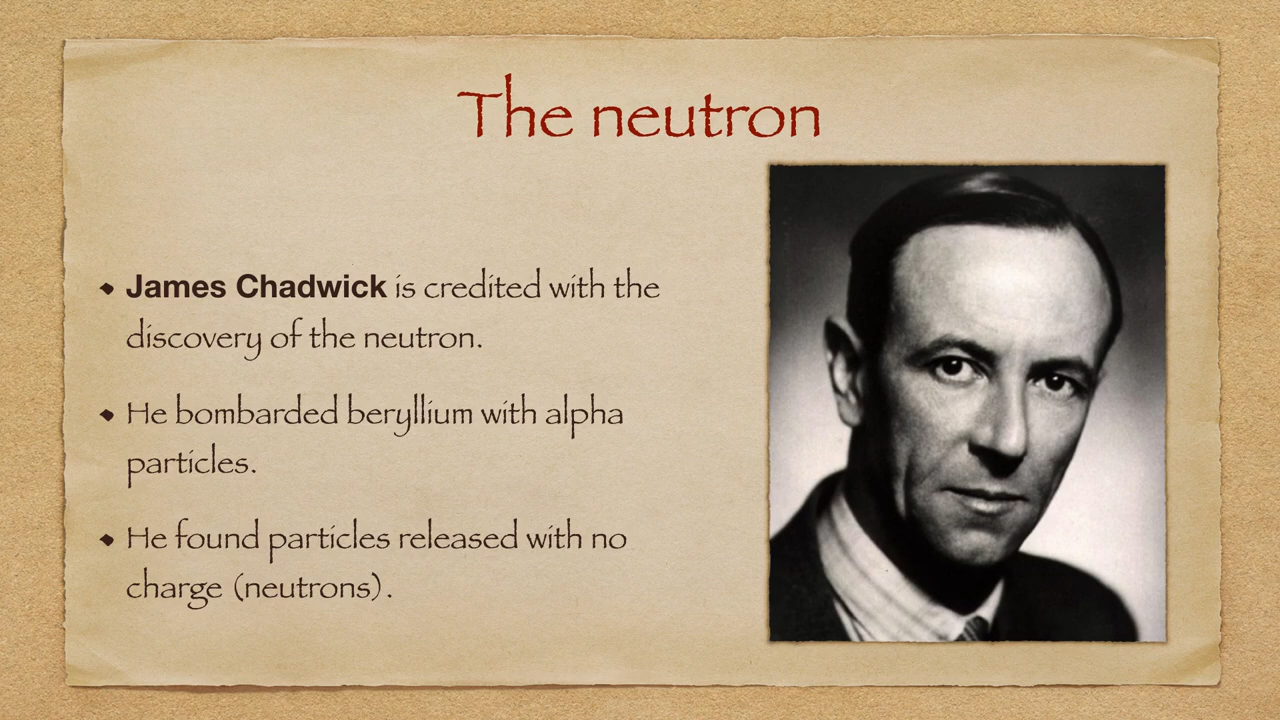 The neutron
James Chadwick is credited with the
discovery of the neutron.
He bombarded beryllium with alpha
particles.
He found particles released with no
charge (neutrons).